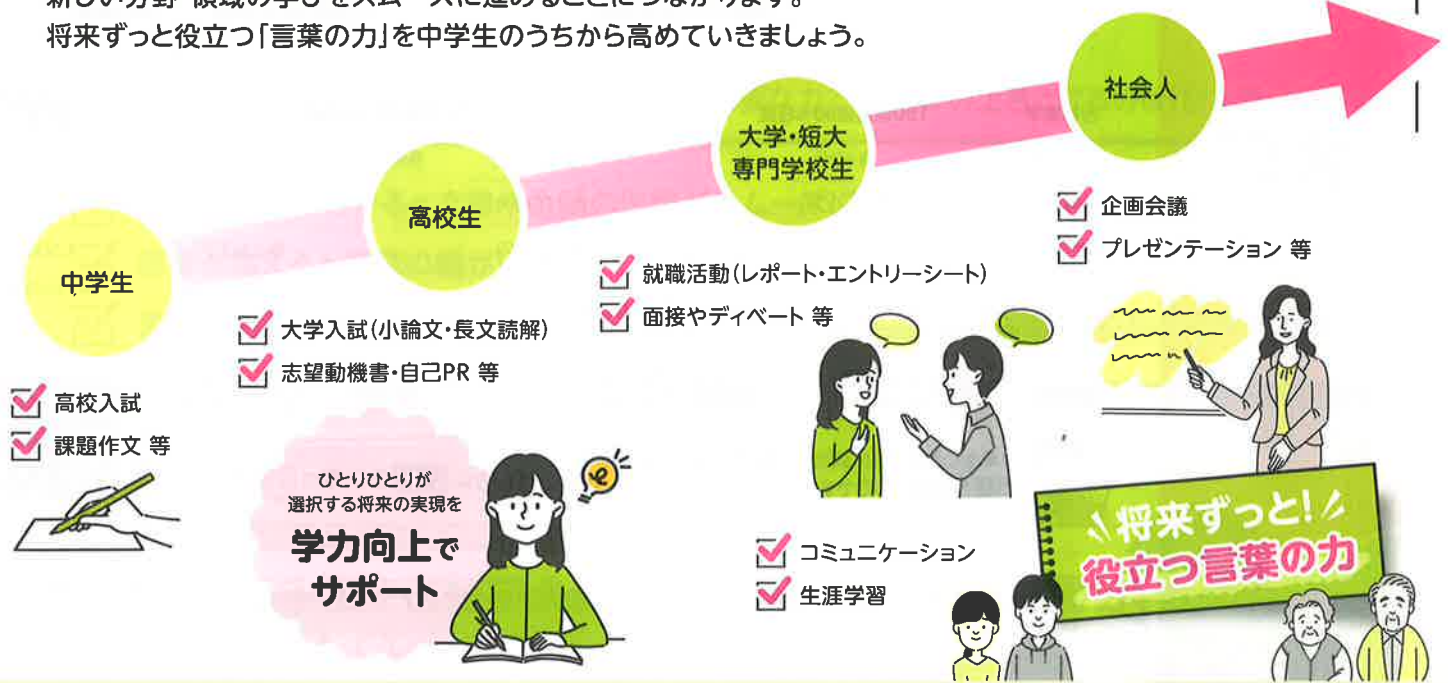 将来ずっと役立つ「言葉の力」を中学生のうちから高めていきましょう。
中学生
高校入試
課題作文 等
高校生
大学入試(小論文・長文読解)
志望動機書・自己PR 等
大学・短大
専門学校生
就職活動(レポート・エントリーシート)
面接やディベート 等
社会人
企画会議
プレゼンテーション 等
ひとりひとりが
選択する将来の実現を
学力向上で
サポート
コミュニケーション
生涯学習
将来ずっと!
役立つ言葉の力